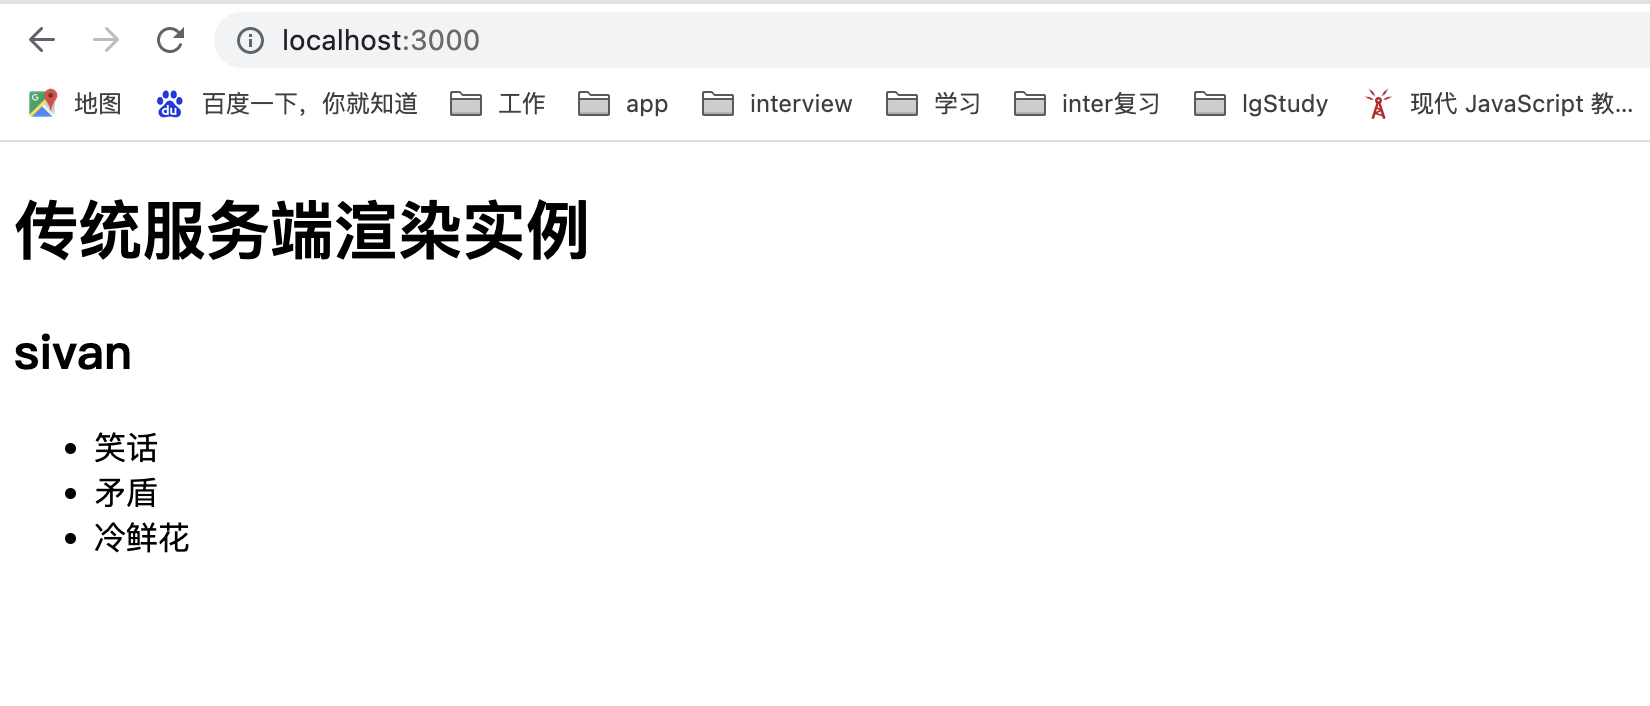 localhost:3000
地图 百度一下，你就知道 工作 app interview 学习 inter复习 lgStudy 现代 JavaScript 教...
传统服务端渲染实例
sivan
笑话
矛盾
冷鲜花